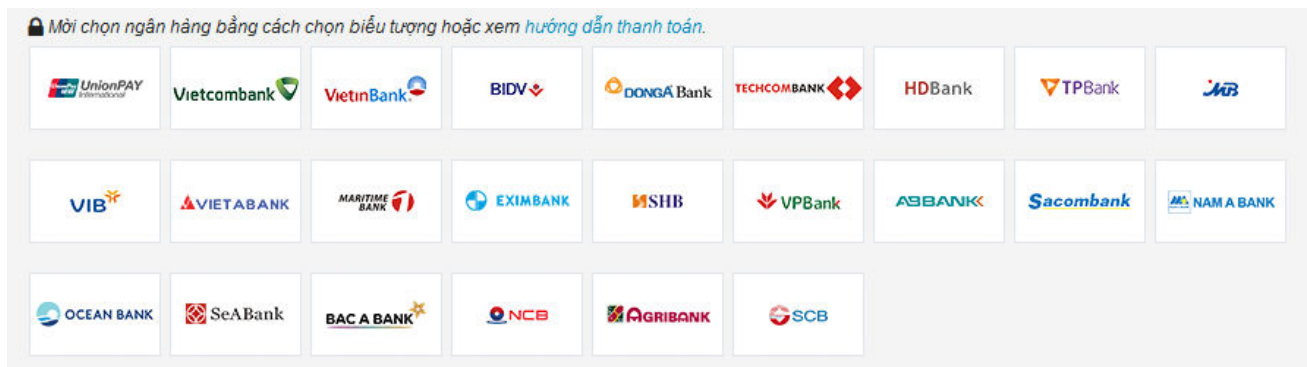 Mời chọn ngân hàng bằng cách chọn biểu tượng hoặc xem hướng dẫn thanh toán.
UnionPAY
International
Vietcombank
VietinBank
BIDV
DONGA Bank
TECHCOMBANK
HDBank
TPBank
MB
VIB
VIETABANK
MARITIME
BANK
EXIMBANK
SHB
VPBank
ABBANK
Sacombank
NAM A BANK
OCEAN BANK
SeABank
BAC A BANK
NCB
AGRIBANK
SCB